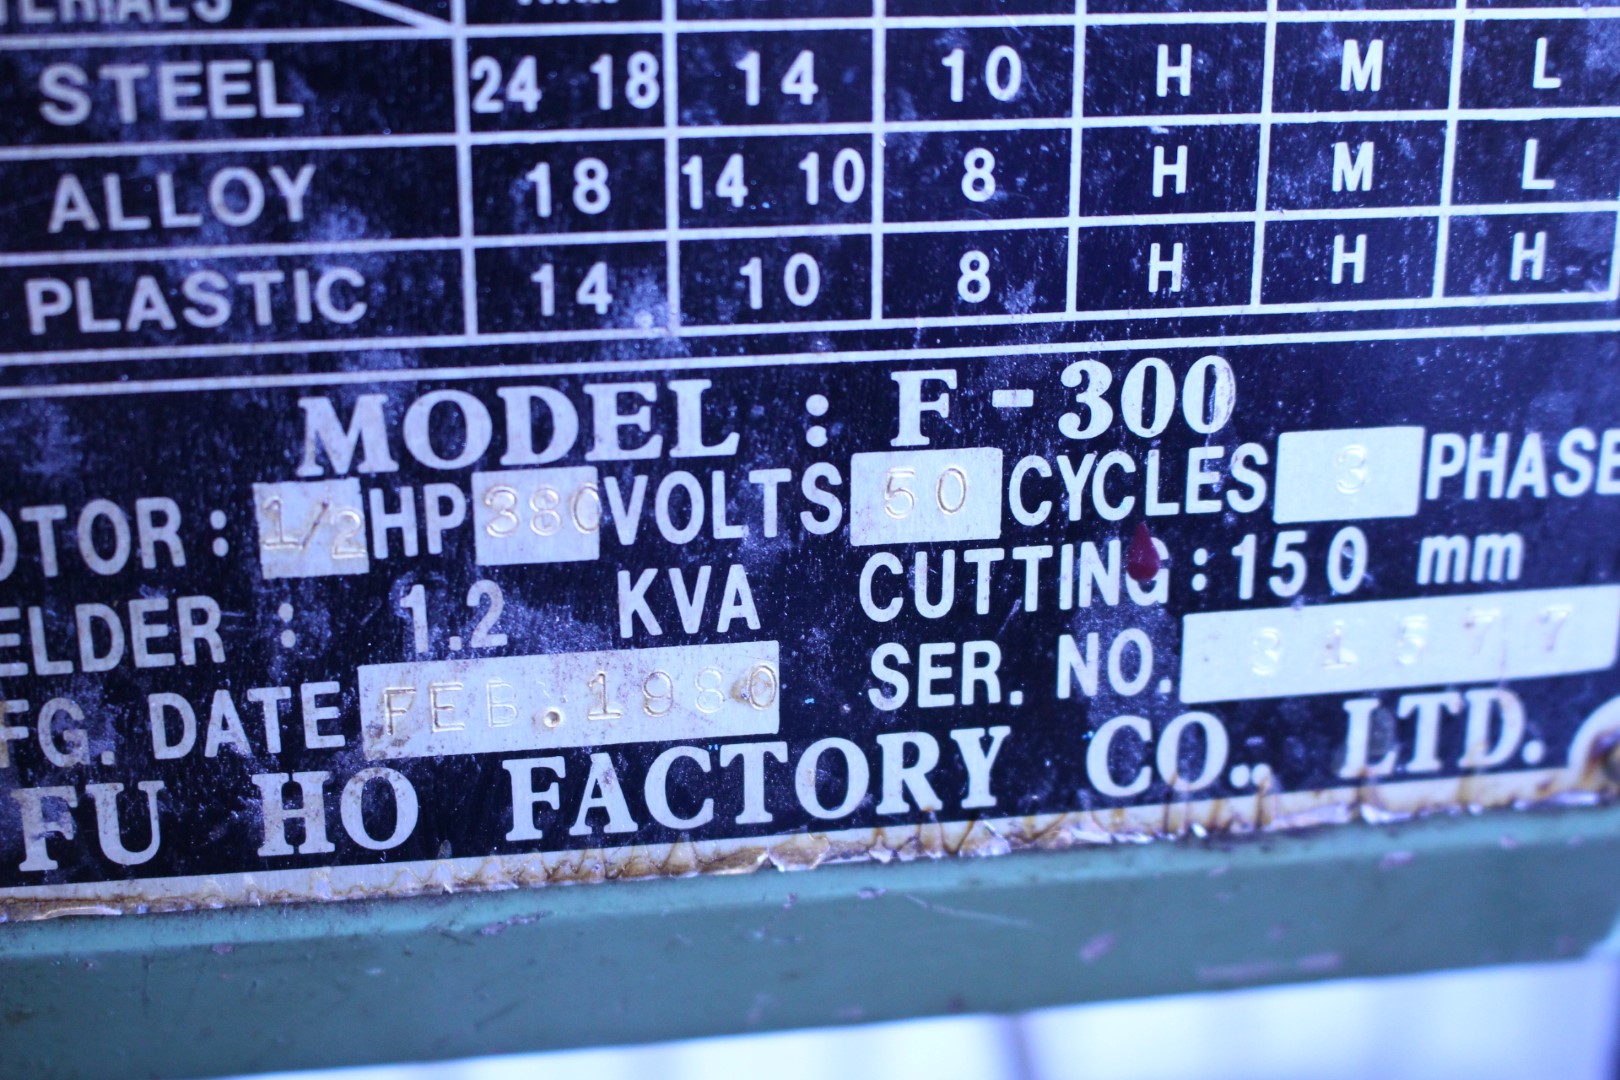 STEEL 24 18 14 10 H M L
ALLOY 18 14 10 8 H M L
PLASTIC 14 10 8 H H H
MODEL : F-300
OTOR: 1/2 HP 380 VOLTS 50 CYCLES 3 PHASE
ELDER : 1.2 KVA CUTTING: 150 mm
FG. DATE FEB. 1980 SER. NO. 31577
FU HO FACTORY CO., LTD.